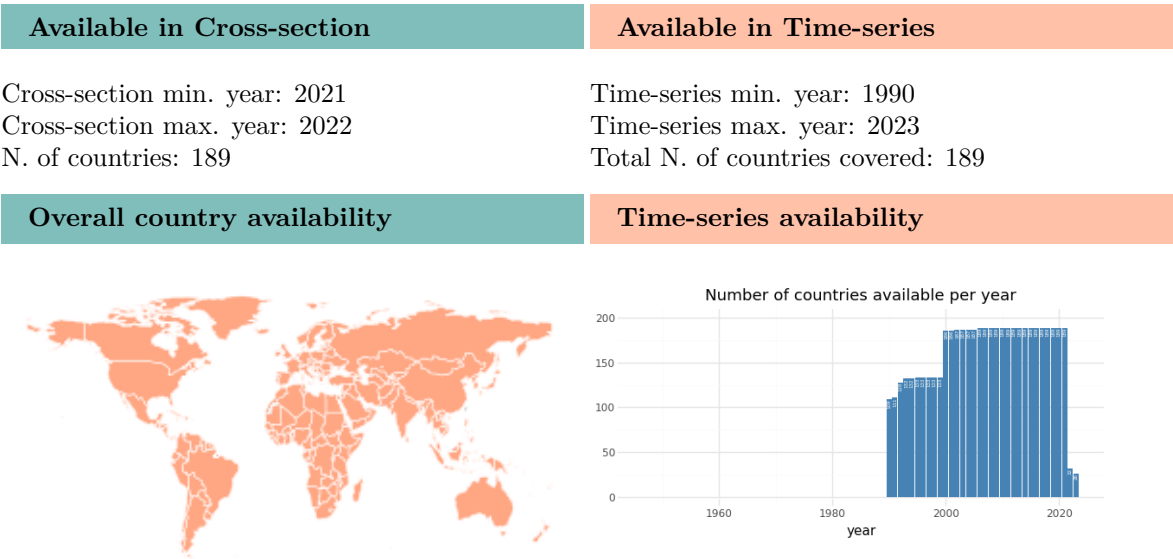 Available in Cross-section
Available in Time-series
Cross-section min. year: 2021
Cross-section max. year: 2022
N. of countries: 189
Time-series min. year: 1990
Time-series max. year: 2023
Total N. of countries covered: 189
Overall country availability
Time-series availability
Number of countries available per year
200
150
100
50
0
1960
1980
2000
2020
year